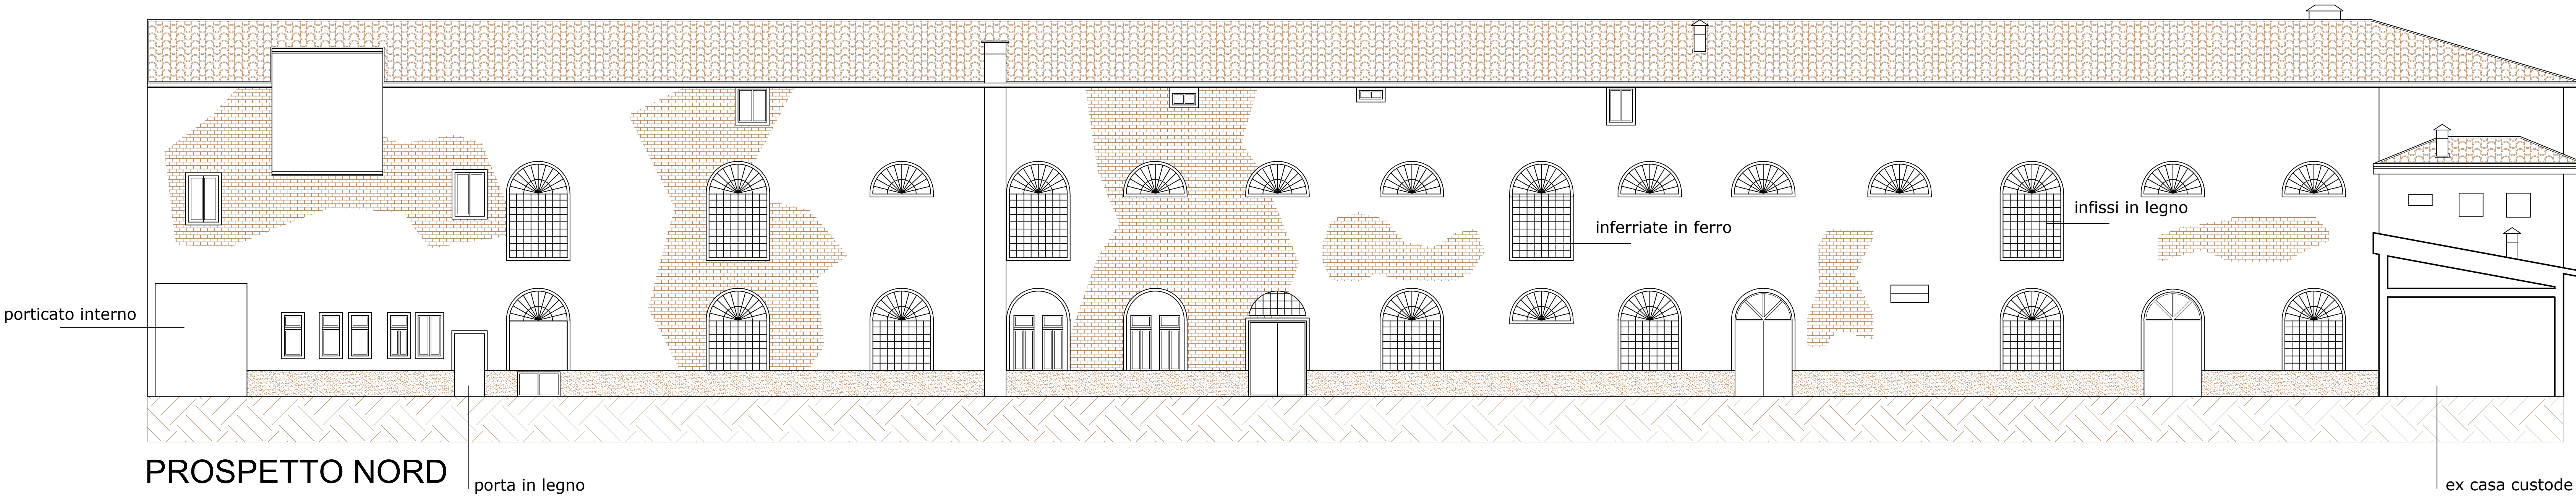 infissi in legno
inferriate in ferro
porticato interno
PROSPETTO NORD
porta in legno
ex casa custode